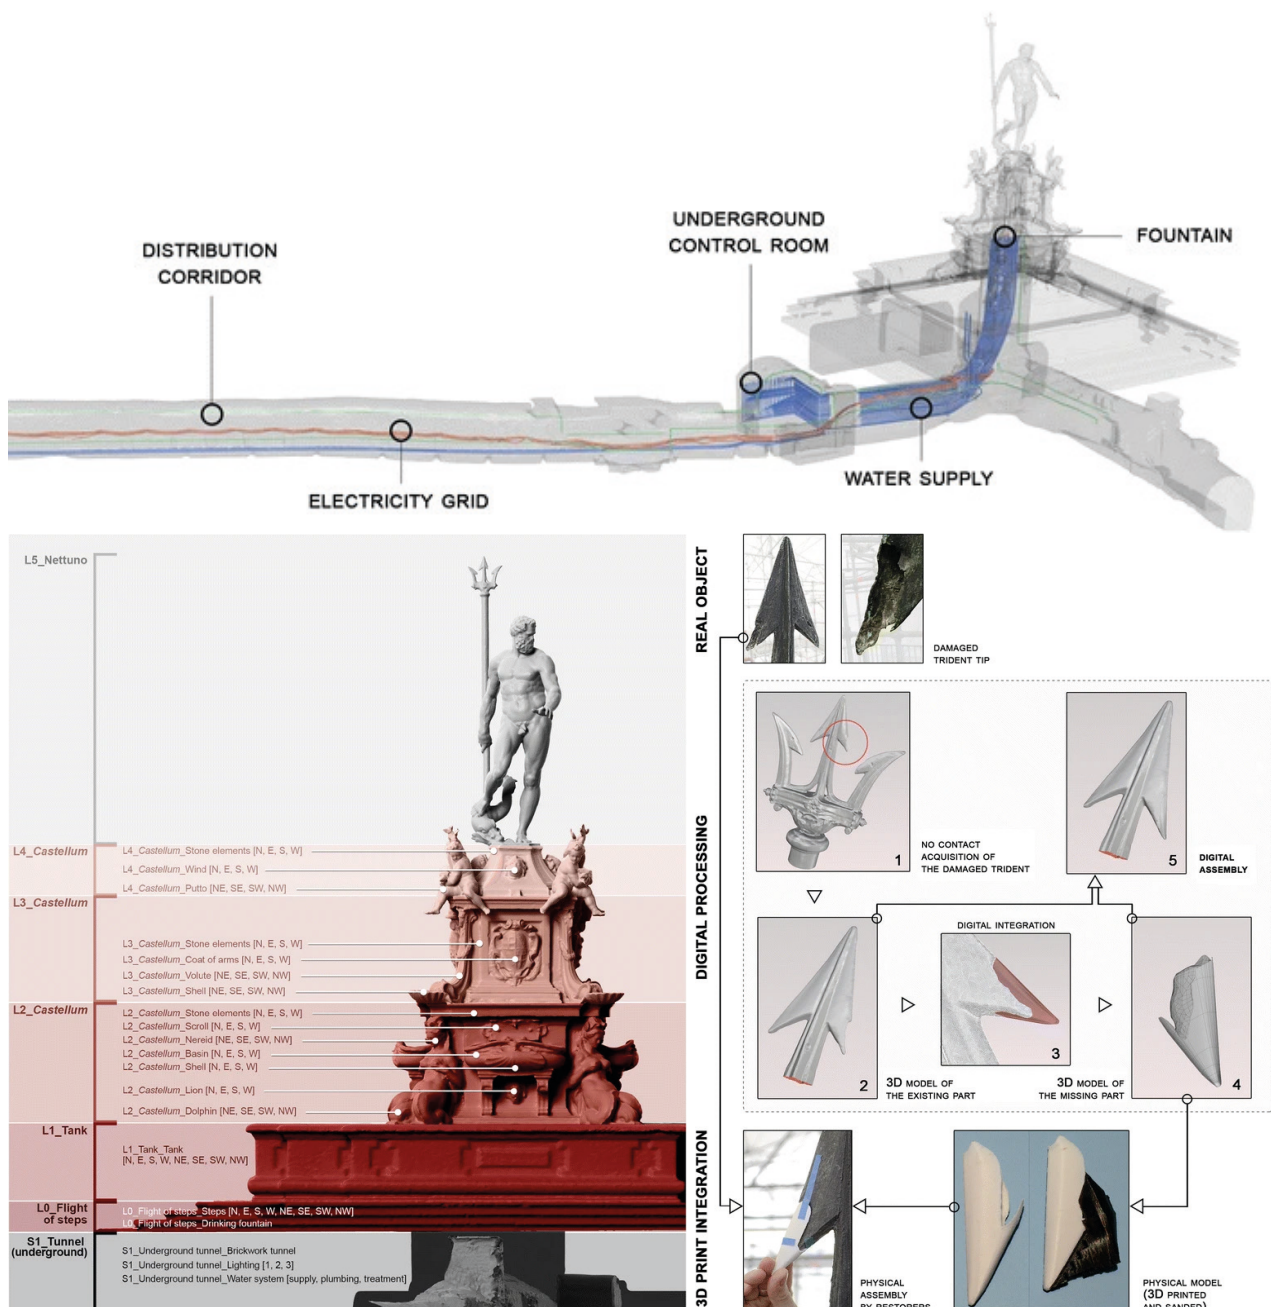 DISTRIBUTION
CORRIDOR
UNDERGROUND
CONTROL ROOM
FOUNTAIN
ELECTRICITY GRID
WATER SUPPLY
L5_Nettuno
L4_Castellum
L4_Castellum_Stone elements [N, E, S, W]
L4_Castellum_Wind [N, E, S, W]
L4_Castellum_Putto [NE, SE, SW, NW]
L3_Castellum
L3_Castellum_Stone elements [N, E, S, W]
L3_Castellum_Coat of arms [N, E, S, W]
L3_Castellum_Volute [NE, SE, SW, NW]
L3_Castellum_Shell [NE, SE, SW, NW]
L2_Castellum
L2_Castellum_Stone elements [N, E, S, W]
L2_Castellum_Scroll [N, E, S, W]
L2_Castellum_Nereid [NE, SE, SW, NW]
L2_Castellum_Basin [N, E, S, W]
L2_Castellum_Shell [N, E, S, W]
L2_Castellum_Lion [N, E, S, W]
L2_Castellum_Dolphin [NE, SE, SW, NW]
L1_Tank
L1_Tank_Tank
[N, E, S, W, NE, SE, SW, NW]
L0_Flight
of steps
L0_Flight of steps_Steps [N, E, S, W, NE, SE, SW, NW]
L0_Flight of steps_Drinking fountain
S1_Tunnel
(underground)
S1_Underground tunnel_Brickwork tunnel
S1_Underground tunnel_Lighting [1, 2, 3]
S1_Underground tunnel_Water system [supply, plumbing, treatment]
REAL OBJECT
DAMAGED
TRIDENT TIP
DIGITAL PROCESSING
1
NO CONTACT
ACQUISITION OF
THE DAMAGED TRIDENT
5
DIGITAL
ASSEMBLY
DIGITAL INTEGRATION
2
3D MODEL OF
THE EXISTING PART
3
3D MODEL OF
THE MISSING PART
4
3D PRINT INTEGRATION
PHYSICAL
ASSEMBLY
BY RESTORERS
PHYSICAL MODEL
(3D PRINTED
AND SANDED)